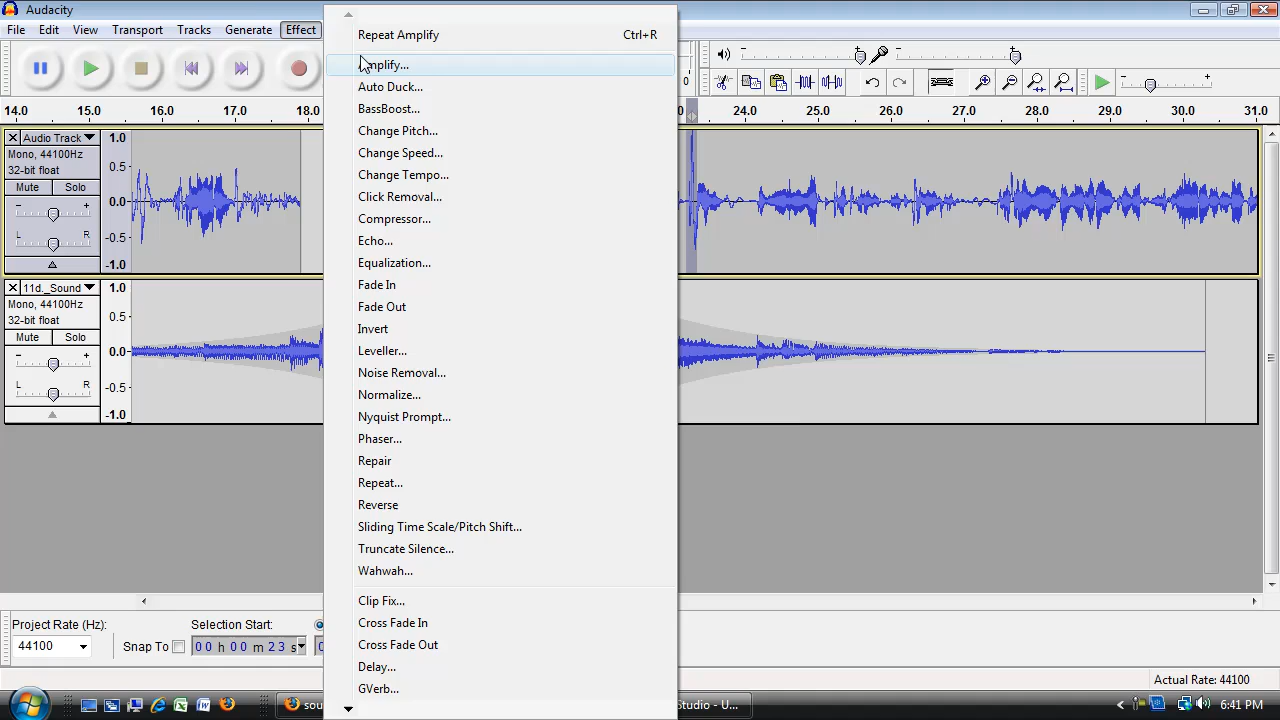 Audacity
File Edit View Transport Tracks Generate Effect
Repeat Amplify Ctrl+R
Amplify...
Auto Duck...
BassBoost...
Change Pitch...
Change Speed...
Change Tempo...
Click Removal...
Compressor...
Echo...
Equalization...
Fade In
Fade Out
Invert
Leveller...
Noise Removal...
Normalize...
Nyquist Prompt...
Phaser...
Repair
Repeat...
Reverse
Sliding Time Scale/Pitch Shift...
Truncate Silence...
Wahwah...
Clip Fix...
Cross Fade In
Cross Fade Out
Delay...
GVerb...
14.0 15.0 16.0 17.0 18.0 24.0 25.0 26.0 27.0 28.0 29.0 30.0 31.0
Audio Track
Mono, 44100Hz
32-bit float
Mute Solo
- +
L R
1.0
0.5
0.0
-0.5
-1.0
11d._Sound
Mono, 44100Hz
32-bit float
Mute Solo
- +
L R
1.0
0.5
0.0
-0.5
-1.0
Project Rate (Hz):
44100
Snap To
Selection Start:
00 h 00 m 23 s
Actual Rate: 44100
sou
Studio - U...
6:41 PM